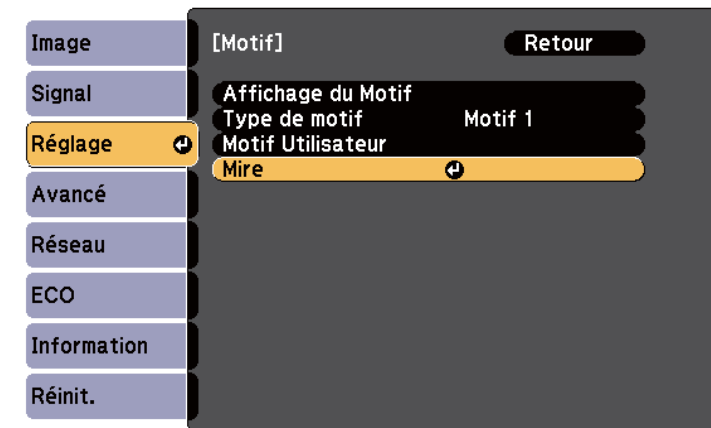 Image
Signal
Réglage
Avancé
Réseau
ECO
Information
Réinit.
[Motif] Retour
Affichage du Motif
Type de motif Motif 1
Motif Utilisateur
Mire